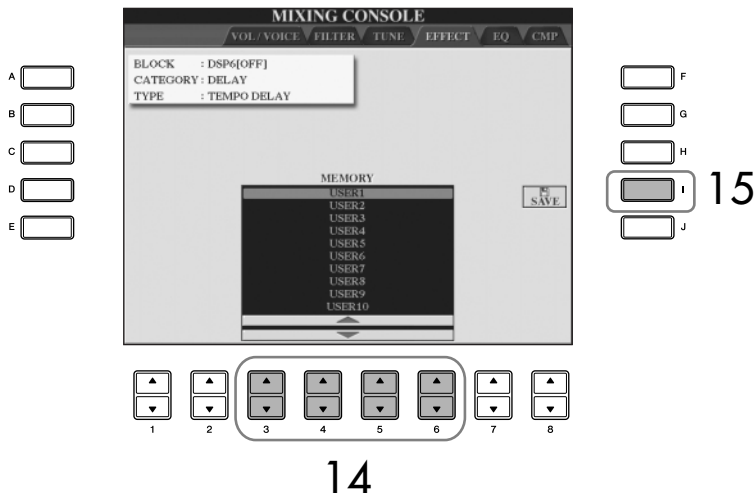 MIXING CONSOLE
VOL/VOICE FILTER TUNE EFFECT EQ CMP
BLOCK : DSP6[OFF]
CATEGORY : DELAY
TYPE : TEMPO DELAY
A
B
C
D
E
F
G
H
I
J
15
MEMORY
USER1
USER2
USER3
USER4
USER5
USER6
USER7
USER8
USER9
USER10
SAVE
1 2 3 4 5 6 7 8
14